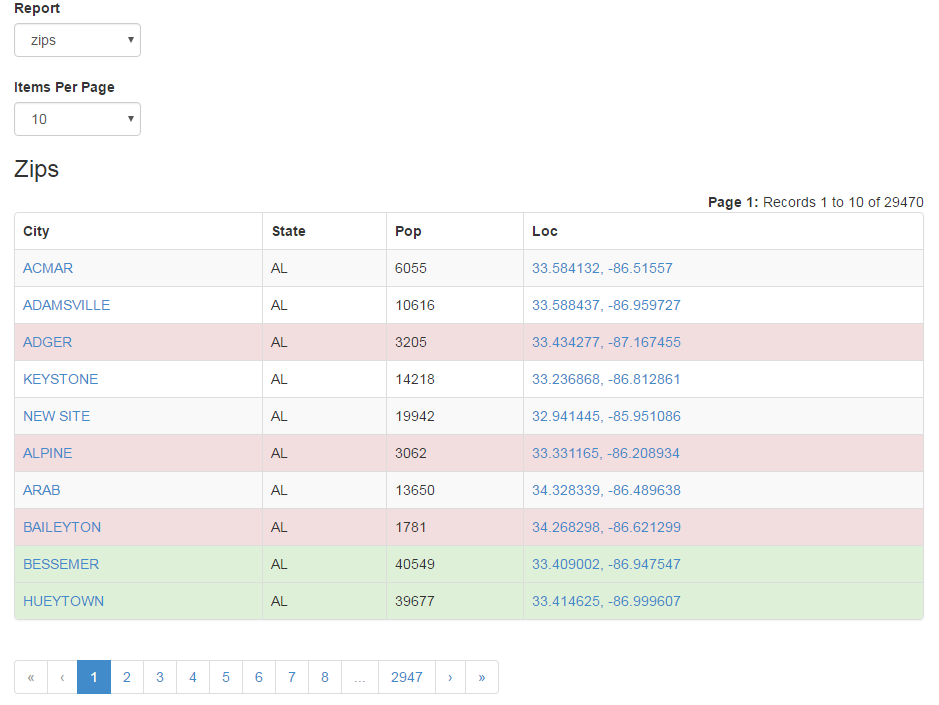 Report
zips
Items Per Page
10
Zips
Page 1: Records 1 to 10 of 29470
City State Pop Loc
ACMAR AL 6055 33.584132, -86.51557
ADAMSVILLE AL 10616 33.588437, -86.959727
ADGER AL 3205 33.434277, -87.167455
KEYSTONE AL 14218 33.236868, -86.812861
NEW SITE AL 19942 32.941445, -85.951086
ALPINE AL 3062 33.331165, -86.208934
ARAB AL 13650 34.328339, -86.489638
BAILEYTON AL 1781 34.268298, -86.621299
BESSEMER AL 40549 33.409002, -86.947547
HUEYTOWN AL 39677 33.414625, -86.999607
« ‹ 1 2 3 4 5 6 7 8 ... 2947 › »